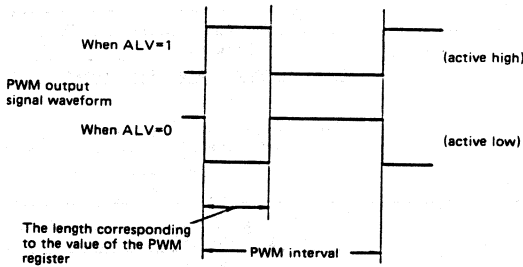 When ALV=1
(active high)
PWM output
signal waveform
When ALV=0
(active low)
The length corresponding
to the value of the PWM
register
PWM interval